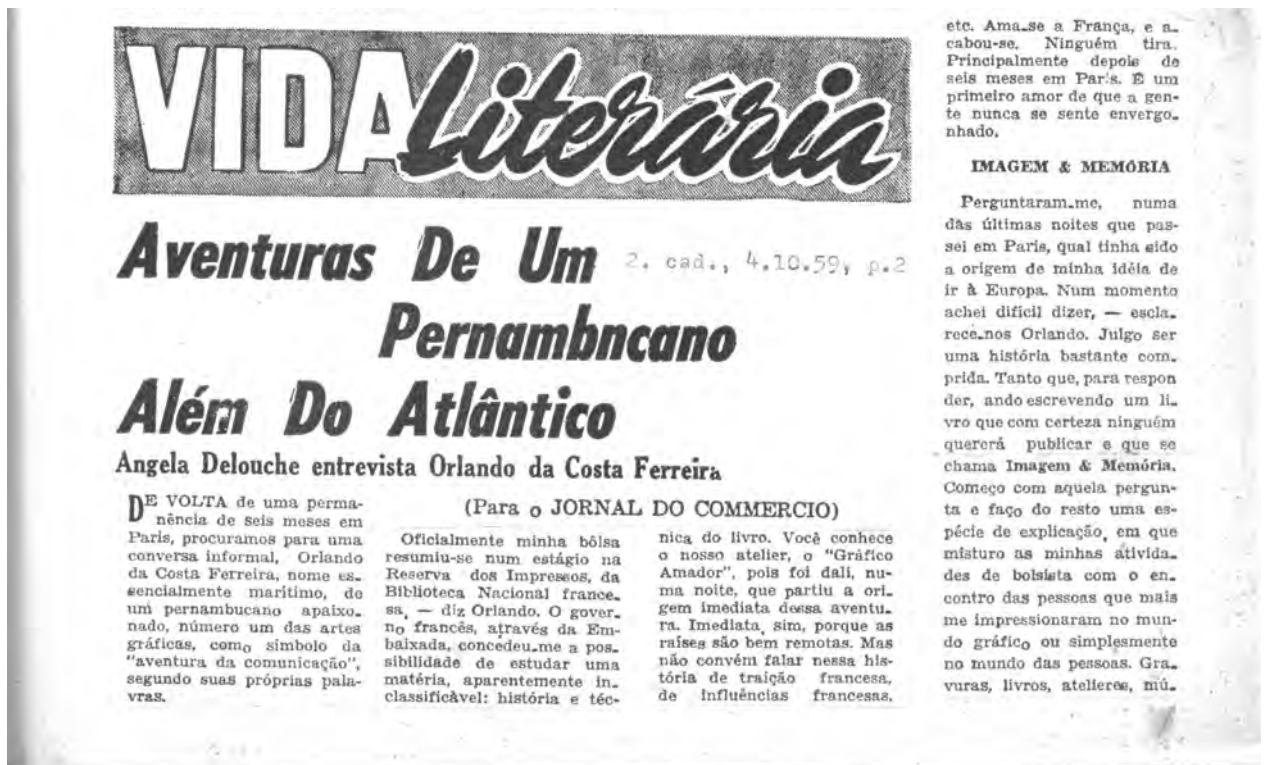 VIDA Literária
Aventuras De Um
Pernambncano
Além Do Atlântico
2. cad., 4.10.59, p.2
Angela Delouche entrevista Orlando da Costa Ferreira
(Para o JORNAL DO COMMERCIO)
DE VOLTA de uma perma-
nência de seis meses em
Paris, procuramos para uma
conversa informal, Orlando
da Costa Ferreira, nome es.
sencialmente marítimo, de
um pernambucano apaixo.
nado, número um das artes
gráficas, como símbolo da
"aventura da comunicação",
segundo suas próprias pala-
vras.
Oficialmente minha bôlsa
resumiu-se num estágio na
Reserva dos Impressos, da
Biblioteca Nacional france.
sa, — diz Orlando. O gover.
no francês, através da Em-
baixada, concedeu.me a pos.
sibilidade de estudar uma
matéria, aparentemente in.
classificável: história e téc-
nica do livro. Você conhece
o nosso atelier, o "Gráfico
Amador", pois foi dali, nu-
ma noite, que partiu a ori-
gem imediata dessa aventu-
ra. Imediata, sim, porque as
raíses são bem remotas. Mas
não convém falar nessa his-
tória de traição francesa,
de influências francesas,
etc. Ama.se a França, e a.
cabou-se. Ninguém tira.
Principalmente depois de
seis meses em Paris. É um
primeiro amor de que a gen-
te nunca se sente envergo.
nhado.
IMAGEM & MEMÓRIA
Perguntaram.me, numa
das últimas noites que pas-
sei em Paris, qual tinha sido
a origem de minha idéia de
ir à Europa. Num momento
achei difícil dizer, — escla.
rece.nos Orlando. Julgo ser
uma história bastante com.
prida. Tanto que, para respon
der, ando escrevendo um li.
vro que com certeza ninguém
quererá publicar e que se
chama Imagem & Memória.
Começo com aquela pergun-
ta e faço do resto uma es-
pécie de explicação, em que
misturo as minhas ativida.
des de bolsista com o en.
contro das pessoas que mais
me impressionaram no mun-
do gráfico ou simplesmente
no mundo das pessoas. Gra.
vuras, livros, atelieres, mú.